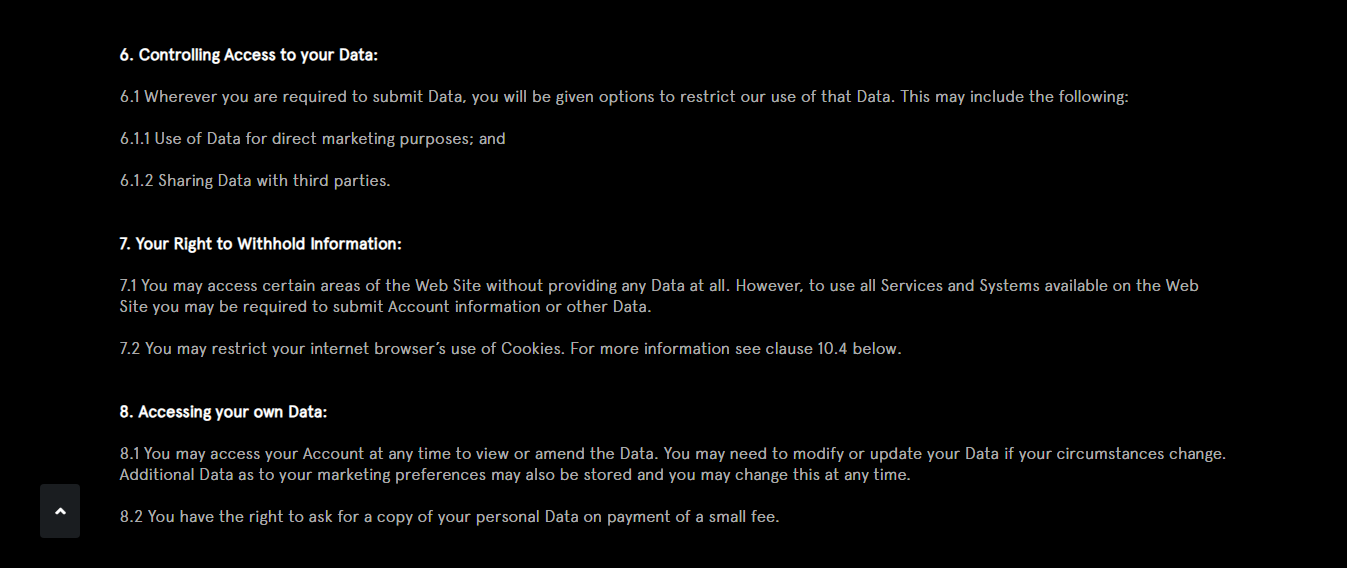 6. Controlling Access to your Data:
6.1 Wherever you are required to submit Data, you will be given options to restrict our use of that Data. This may include the following:
6.1.1 Use of Data for direct marketing purposes; and
6.1.2 Sharing Data with third parties.
7. Your Right to Withhold Information:
7.1 You may access certain areas of the Web Site without providing any Data at all. However, to use all Services and Systems available on the Web
Site you may be required to submit Account information or other Data.
7.2 You may restrict your internet browser’s use of Cookies. For more information see clause 10.4 below.
8. Accessing your own Data:
8.1 You may access your Account at any time to view or amend the Data. You may need to modify or update your Data if your circumstances change.
Additional Data as to your marketing preferences may also be stored and you may change this at any time.
8.2 You have the right to ask for a copy of your personal Data on payment of a small fee.